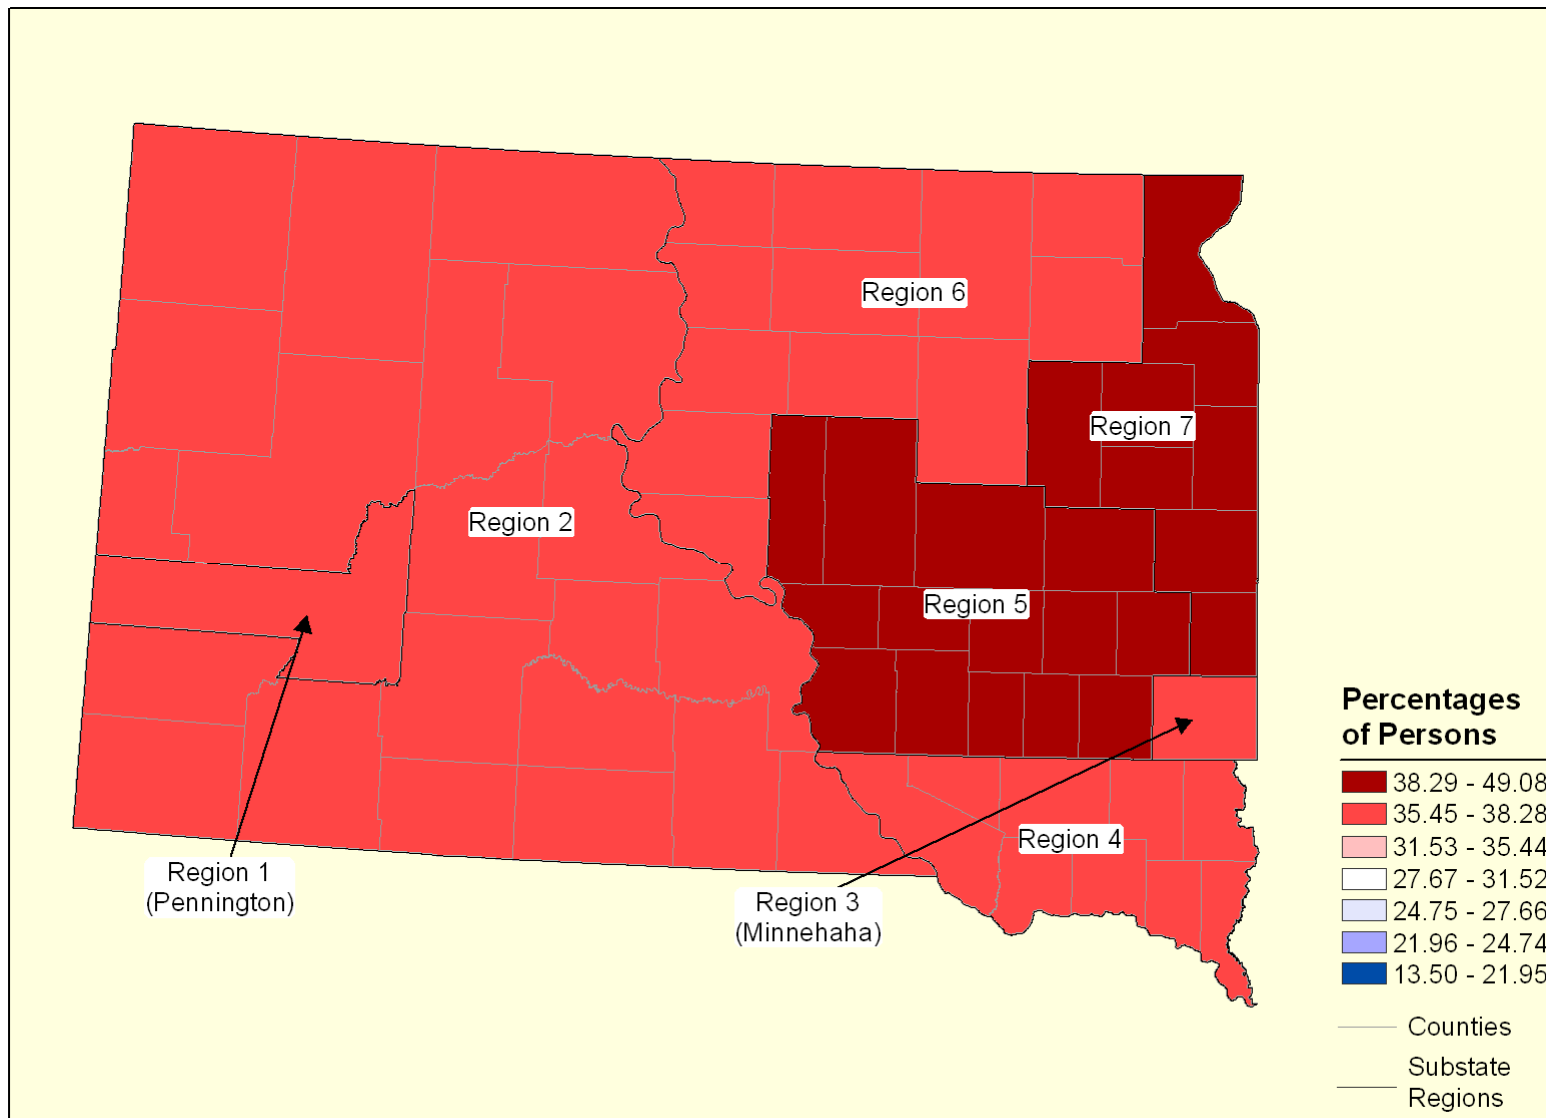 Region 6
Region 7
Region 2
Region 5
Region 4
Region 1
(Pennington)
Region 3
(Minnehaha)
Percentages
of Persons
38.29 - 49.08
35.45 - 38.28
31.53 - 35.44
27.67 - 31.52
24.75 - 27.66
21.96 - 24.74
13.50 - 21.95
Counties
Substate
Regions